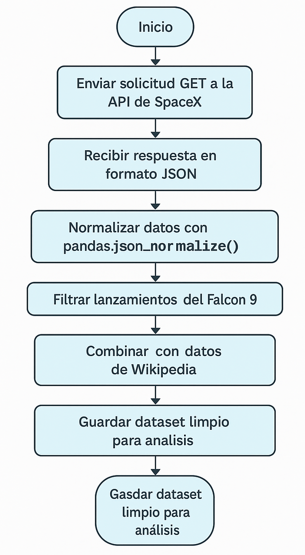 Inicio
Enviar solicitud GET a la
API de SpaceX
Recibir respuesta en
formato JSON
Normalizar datos con
pandas.json_normalize()
Filtrar lanzamientos del Falcon 9
Combinar con datos
de Wikipedia
Guardar dataset limpio
para analisis
Gasdar dataset
limpio para
análisis